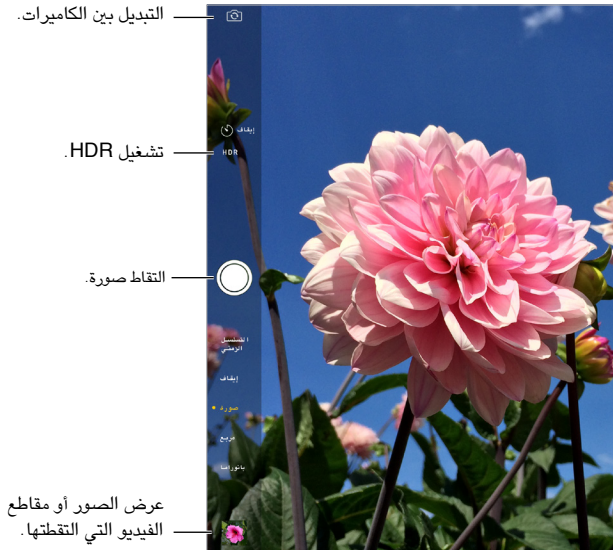 التبديل بين الكاميرات.
إيقاف
HDR
تشغيل HDR.
التقاط صورة.
الفاصل
الزمني
إيقاف
صورة
مربع
بانوراما
عرض الصور أو مقاطع
الفيديو التي التقطتها.